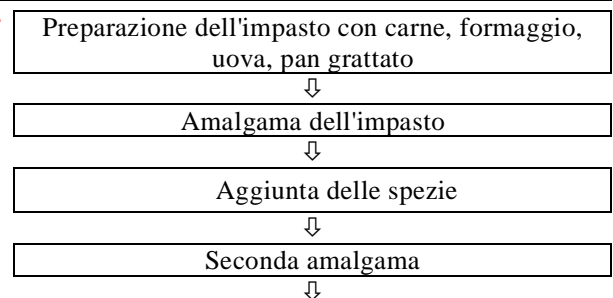 Preparazione dell'impasto con carne, formaggio,
uova, pan grattato
⇩
Amalgama dell'impasto
⇩
Aggiunta delle spezie
⇩
Seconda amalgama
⇩